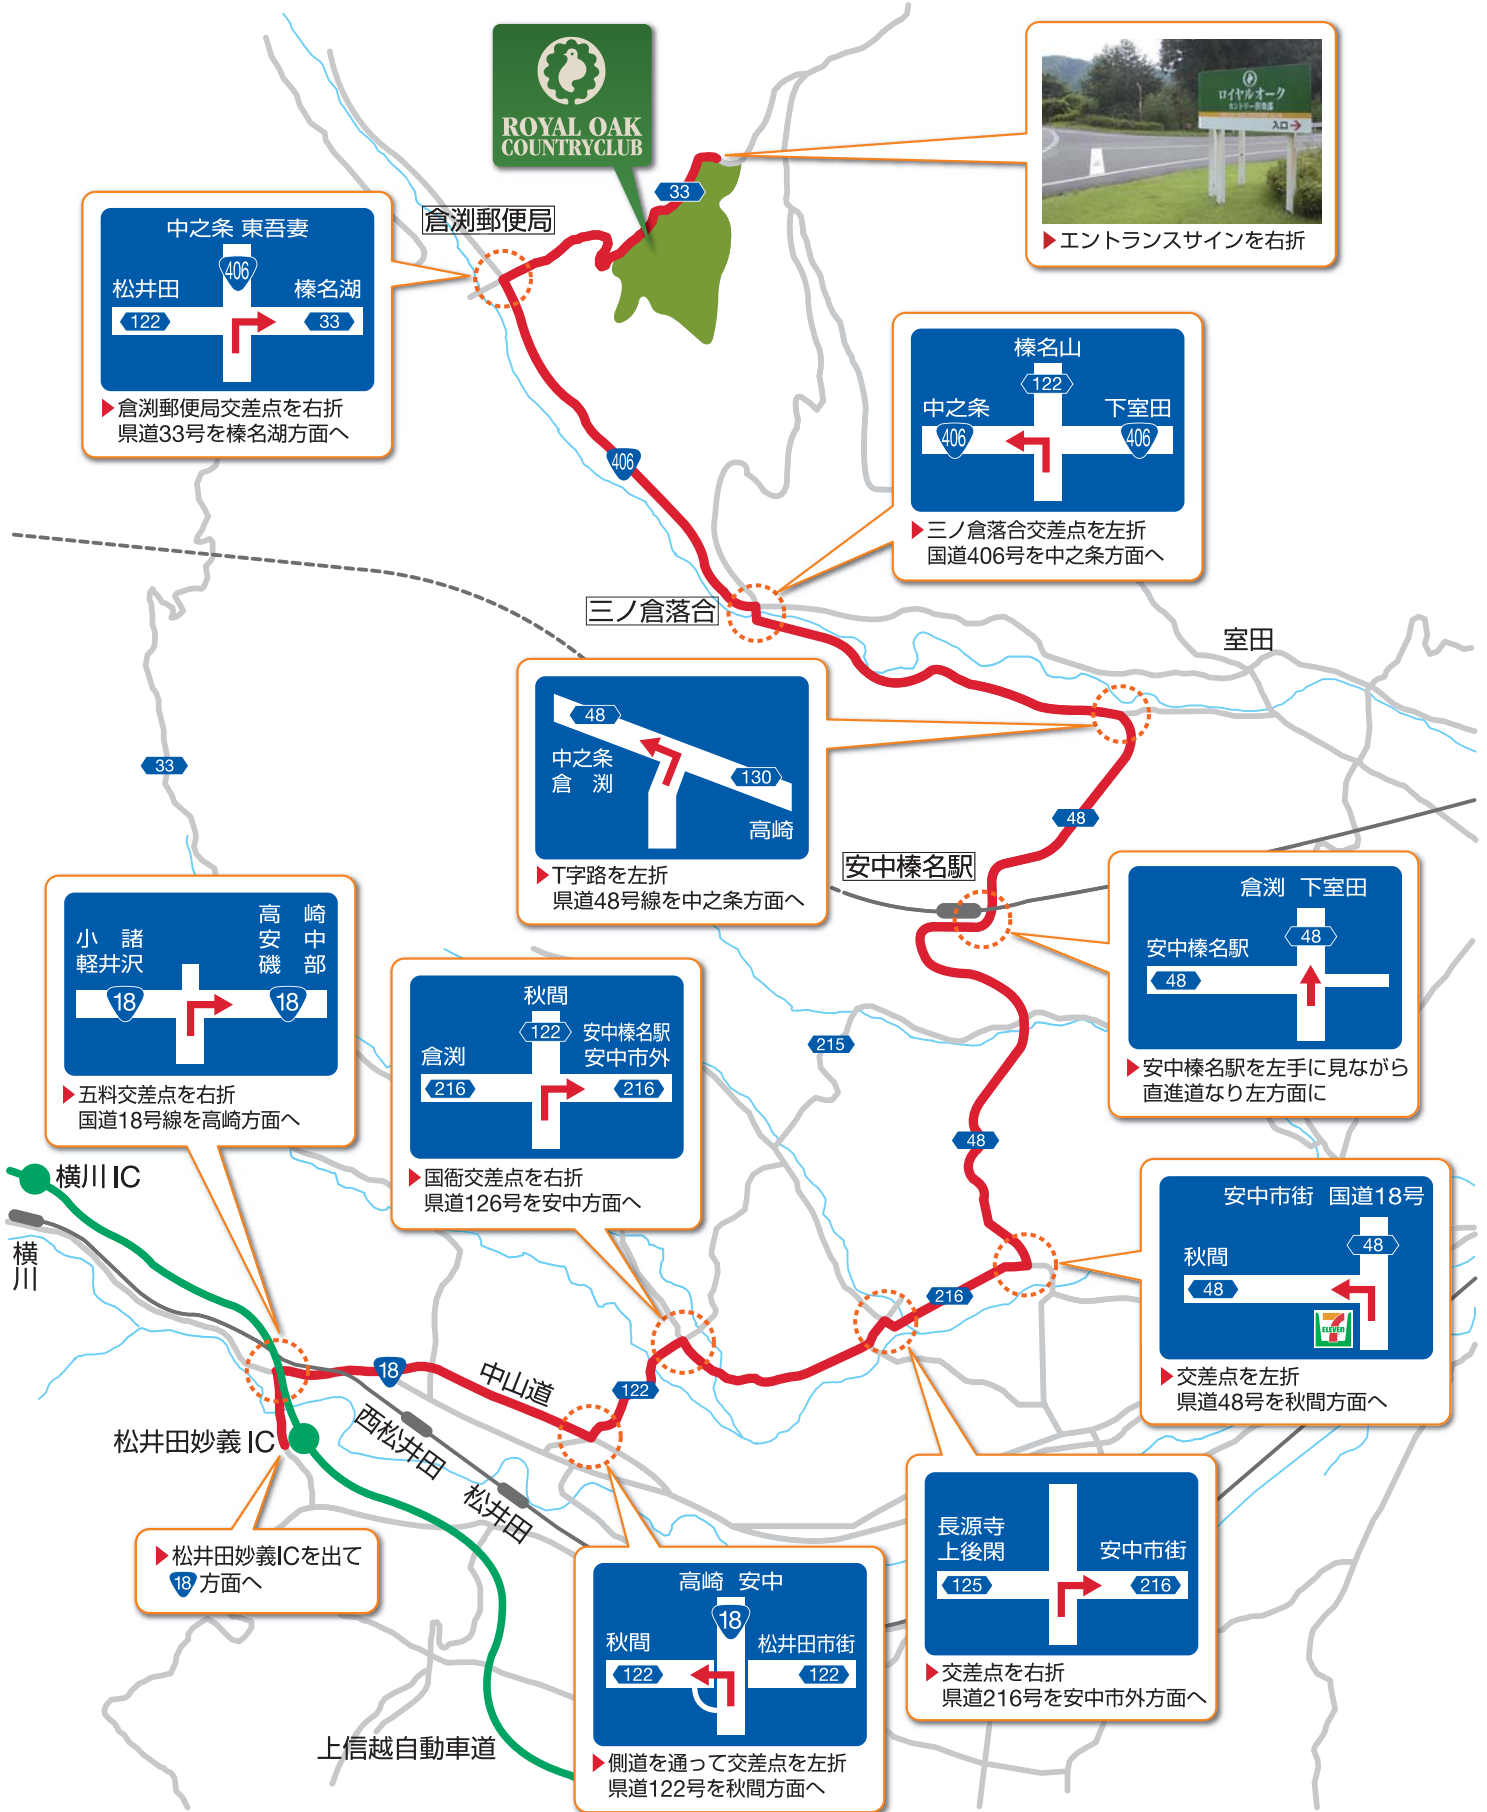 ROYAL OAK
COUNTRYCLUB
ロイヤルオーク
カントリー倶楽部
入口
エントランスサインを右折
33
倉渕郵便局
中之条 東吾妻
406
松井田
榛名湖
122
33
倉渕郵便局交差点を右折
県道33号を榛名湖方面へ
榛名山
122
中之条
下室田
406
406
三ノ倉落合交差点を左折
国道406号を中之条方面へ
406
三ノ倉落合
室田
48
中之条
倉 渕
130
高崎
T字路を左折
県道48号線を中之条方面へ
33
48
安中榛名駅
倉渕 下室田
48
安中榛名駅
48
安中榛名駅を左手に見ながら
直進道なり左方面に
小 諸
軽井沢
高 崎
安 中
磯 部
18
18
五料交差点を右折
国道18号線を高崎方面へ
秋間
122
安中榛名駅
安中市外
倉渕
216
216
国衙交差点を右折
県道126号を安中方面へ
215
48
横川IC
横川
安中市街 国道18号
48
秋間
48
ELEVEN
交差点を左折
県道48号を秋間方面へ
216
18
中山道
122
西松井田
松井田
松井田妙義IC
松井田妙義ICを出て
18方面へ
長源寺
上後閑
安中市街
125
216
交差点を右折
県道216号を安中市外方面へ
高崎 安中
18
秋間
松井田市街
122
122
側道を通って交差点を左折
県道122号を秋間方面へ
上信越自動車道